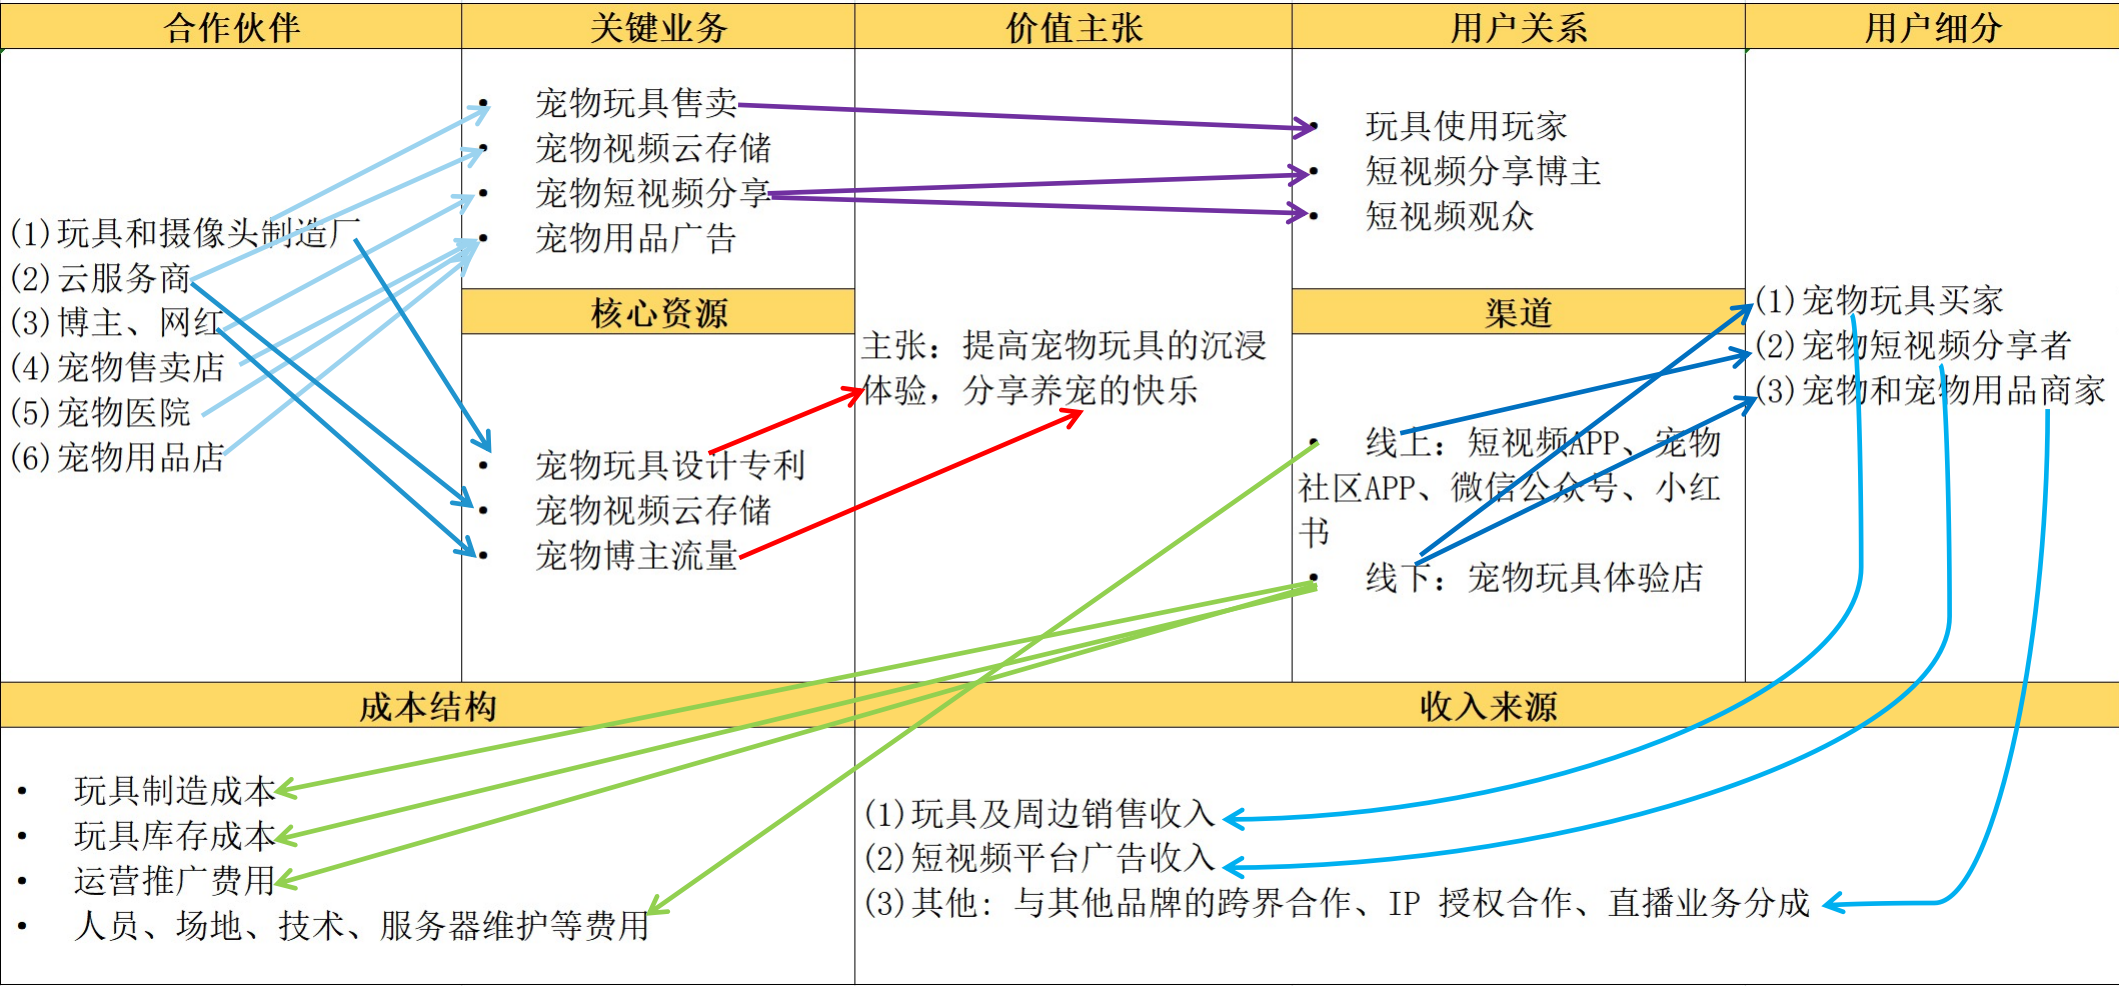 合作伙伴
关键业务
价值主张
用户关系
用户细分
(1)玩具和摄像头制造厂
(2)云服务商
(3)博主、网红
(4)宠物售卖店
(5)宠物医院
(6)宠物用品店
• 宠物玩具售卖
• 宠物视频云存储
• 宠物短视频分享
• 宠物用品广告
核心资源
• 宠物玩具设计专利
• 宠物视频云存储
• 宠物博主流量
主张：提高宠物玩具的沉浸
体验，分享养宠的快乐
• 玩具使用玩家
• 短视频分享博主
• 短视频观众
渠道
• 线上：短视频APP、宠物
社区APP、微信公众号、小红
书
• 线下：宠物玩具体验店
(1)宠物玩具买家
(2)宠物短视频分享者
(3)宠物和宠物用品商家
成本结构
• 玩具制造成本
• 玩具库存成本
• 运营推广费用
• 人员、场地、技术、服务器维护等费用
收入来源
(1)玩具及周边销售收入
(2)短视频平台广告收入
(3)其他：与其他品牌的跨界合作、IP 授权合作、直播业务分成